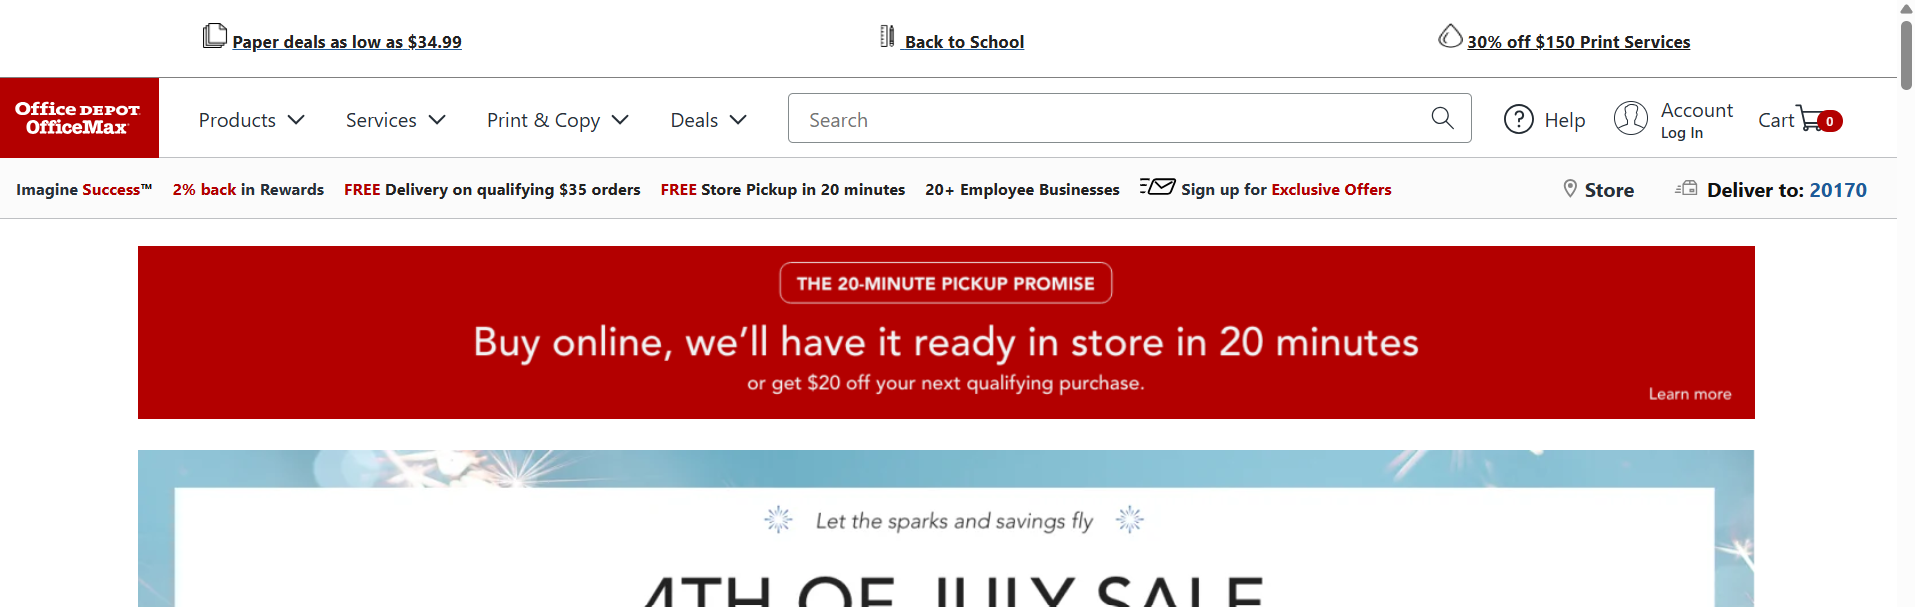 Paper deals as low as $34.99
Back to School
30% off $150 Print Services
Office DEPOT
OfficeMax
Products
Services
Print & Copy
Deals
Search
? Help
Account
Log In
Cart
0
Imagine Success™
2% back in Rewards
FREE Delivery on qualifying $35 orders
FREE Store Pickup in 20 minutes
20+ Employee Businesses
Sign up for Exclusive Offers
Store
Deliver to: 20170
THE 20-MINUTE PICKUP PROMISE
Buy online, we’ll have it ready in store in 20 minutes
or get $20 off your next qualifying purchase.
Learn more
Let the sparks and savings fly
4TH OF JULY SALE